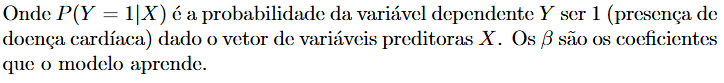 Onde P(Y = 1|X) é a probabilidade da variável dependente Y ser 1 (presença de
doença cardíaca) dado o vetor de variáveis preditoras X. Os β são os coeficientes
que o modelo aprende.